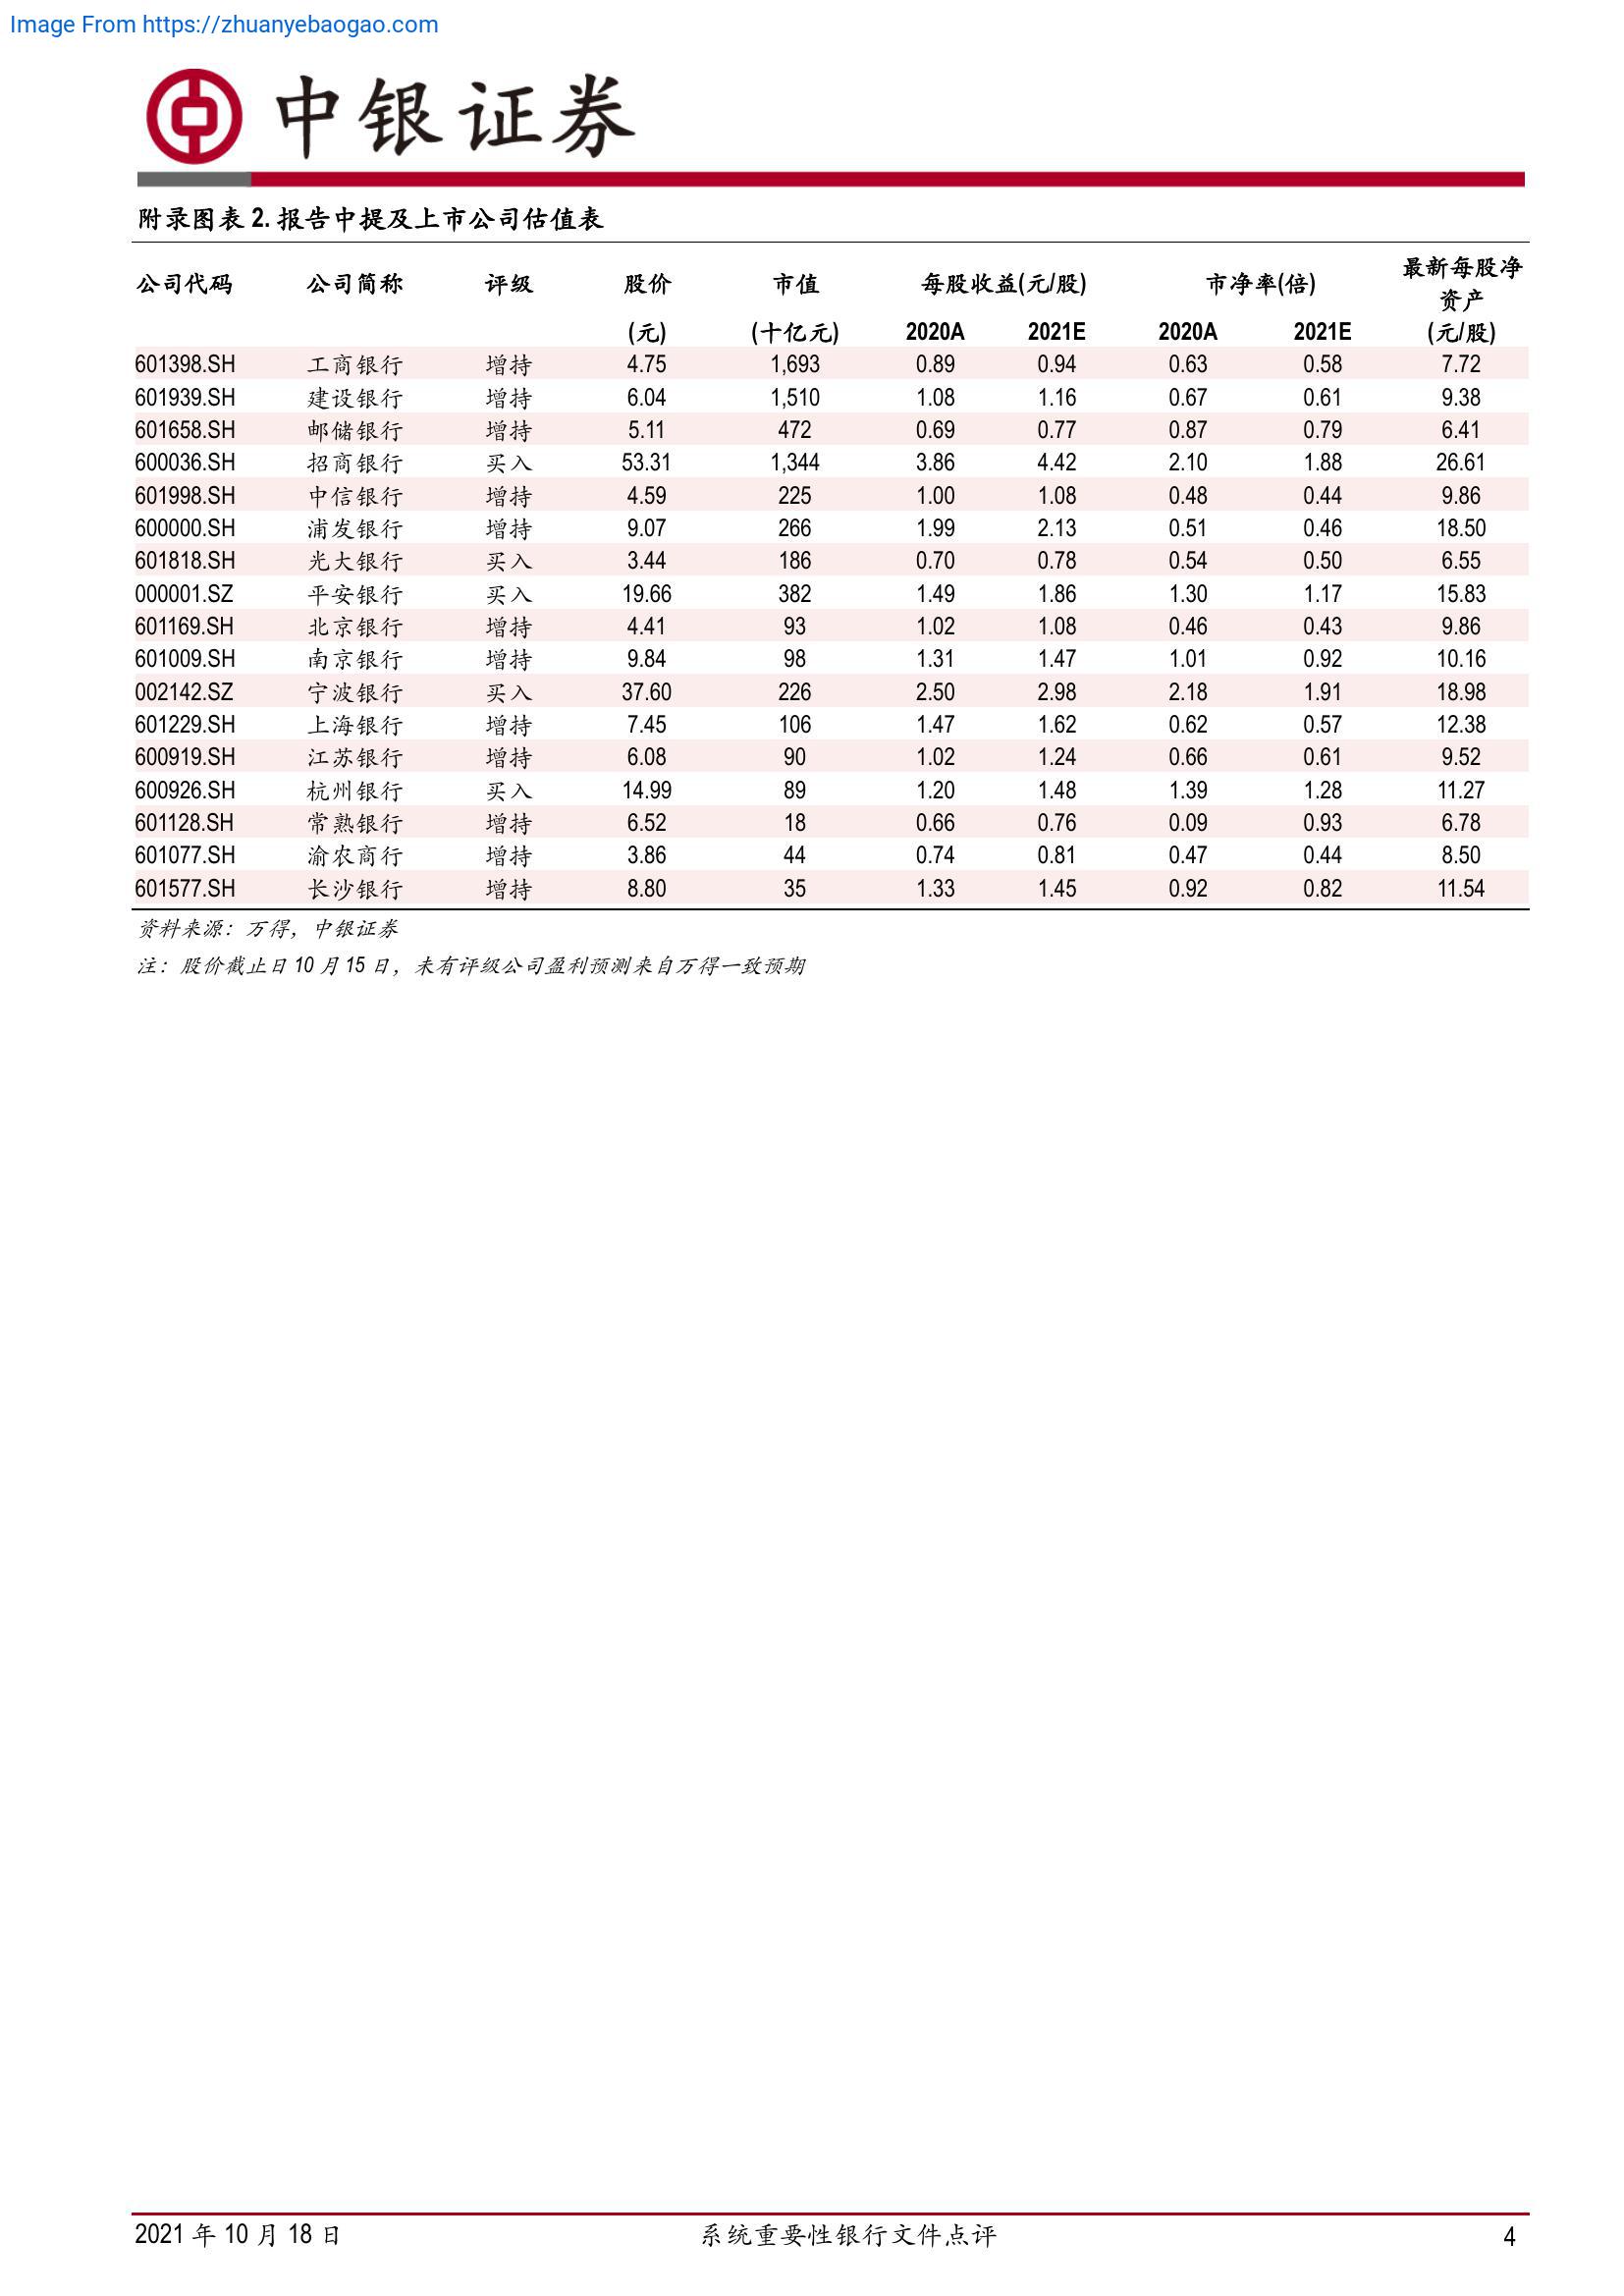 Image From https://zhuanyebaogao.com
中银证券
附录图表 2. 报告中提及上市公司估值表
公司代码 公司简称 评级 股价 市值 每股收益(元/股) 市净率(倍) 最新每股净资产
(元) (十亿元) 2020A 2021E 2020A 2021E (元/股)
601398.SH 工商银行 增持 4.75 1,693 0.89 0.94 0.63 0.58 7.72
601939.SH 建设银行 增持 6.04 1,510 1.08 1.16 0.67 0.61 9.38
601658.SH 邮储银行 增持 5.11 472 0.69 0.77 0.87 0.79 6.41
600036.SH 招商银行 买入 53.31 1,344 3.86 4.42 2.10 1.88 26.61
601998.SH 中信银行 增持 4.59 225 1.00 1.08 0.48 0.44 9.86
600000.SH 浦发银行 增持 9.07 266 1.99 2.13 0.51 0.46 18.50
601818.SH 光大银行 买入 3.44 186 0.70 0.78 0.54 0.50 6.55
000001.SZ 平安银行 买入 19.66 382 1.49 1.86 1.30 1.17 15.83
601169.SH 北京银行 增持 4.41 93 1.02 1.08 0.46 0.43 9.86
601009.SH 南京银行 增持 9.84 98 1.31 1.47 1.01 0.92 10.16
002142.SZ 宁波银行 买入 37.60 226 2.50 2.98 2.18 1.91 18.98
601229.SH 上海银行 增持 7.45 106 1.47 1.62 0.62 0.57 12.38
600919.SH 江苏银行 增持 6.08 90 1.02 1.24 0.66 0.61 9.52
600926.SH 杭州银行 买入 14.99 89 1.20 1.48 1.39 1.28 11.27
601128.SH 常熟银行 增持 6.52 18 0.66 0.76 0.09 0.93 6.78
601077.SH 渝农商行 增持 3.86 44 0.74 0.81 0.47 0.44 8.50
601577.SH 长沙银行 增持 8.80 35 1.33 1.45 0.92 0.82 11.54
资料来源：万得，中银证券
注：股价截止日 10 月 15 日，未有评级公司盈利预测来自万得一致预期
2021 年 10 月 18 日 系统重要性银行文件点评 4